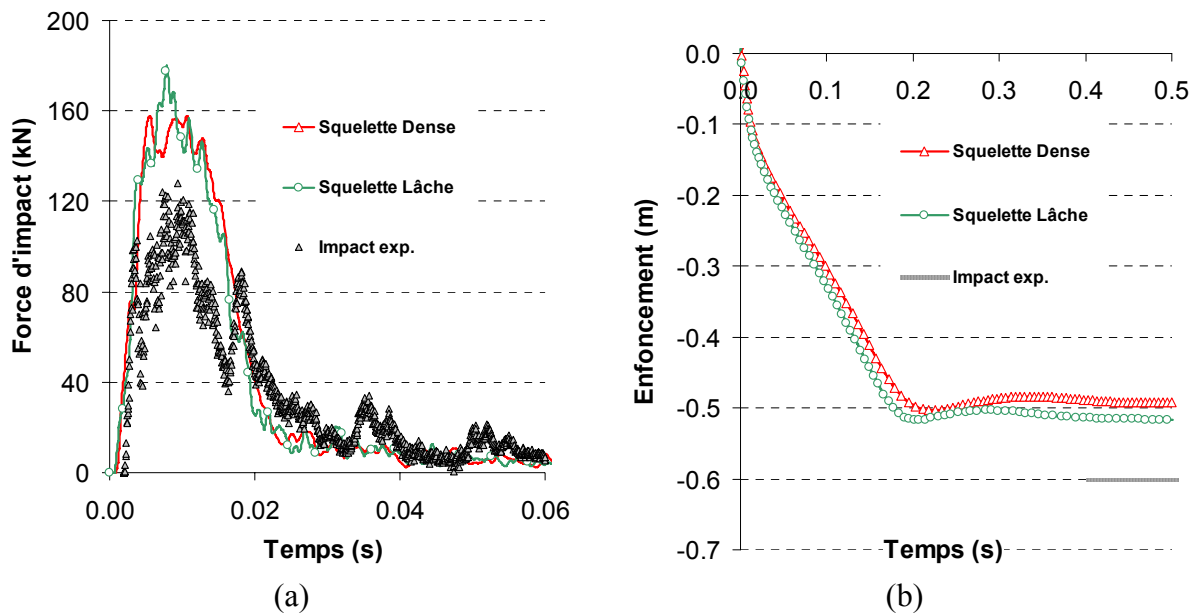 200
160
120
80
40
0
Force d'impact (kN)
Squelette Dense
Squelette Lâche
Impact exp.
0.00 0.02 0.04 0.06
Temps (s)
(a)
0.0
-0.1
-0.2
-0.3
-0.4
-0.5
-0.6
-0.7
Enfoncement (m)
0.0 0.1 0.2 0.3 0.4 0.5
Squelette Dense
Squelette Lâche
Impact exp.
Temps (s)
(b)